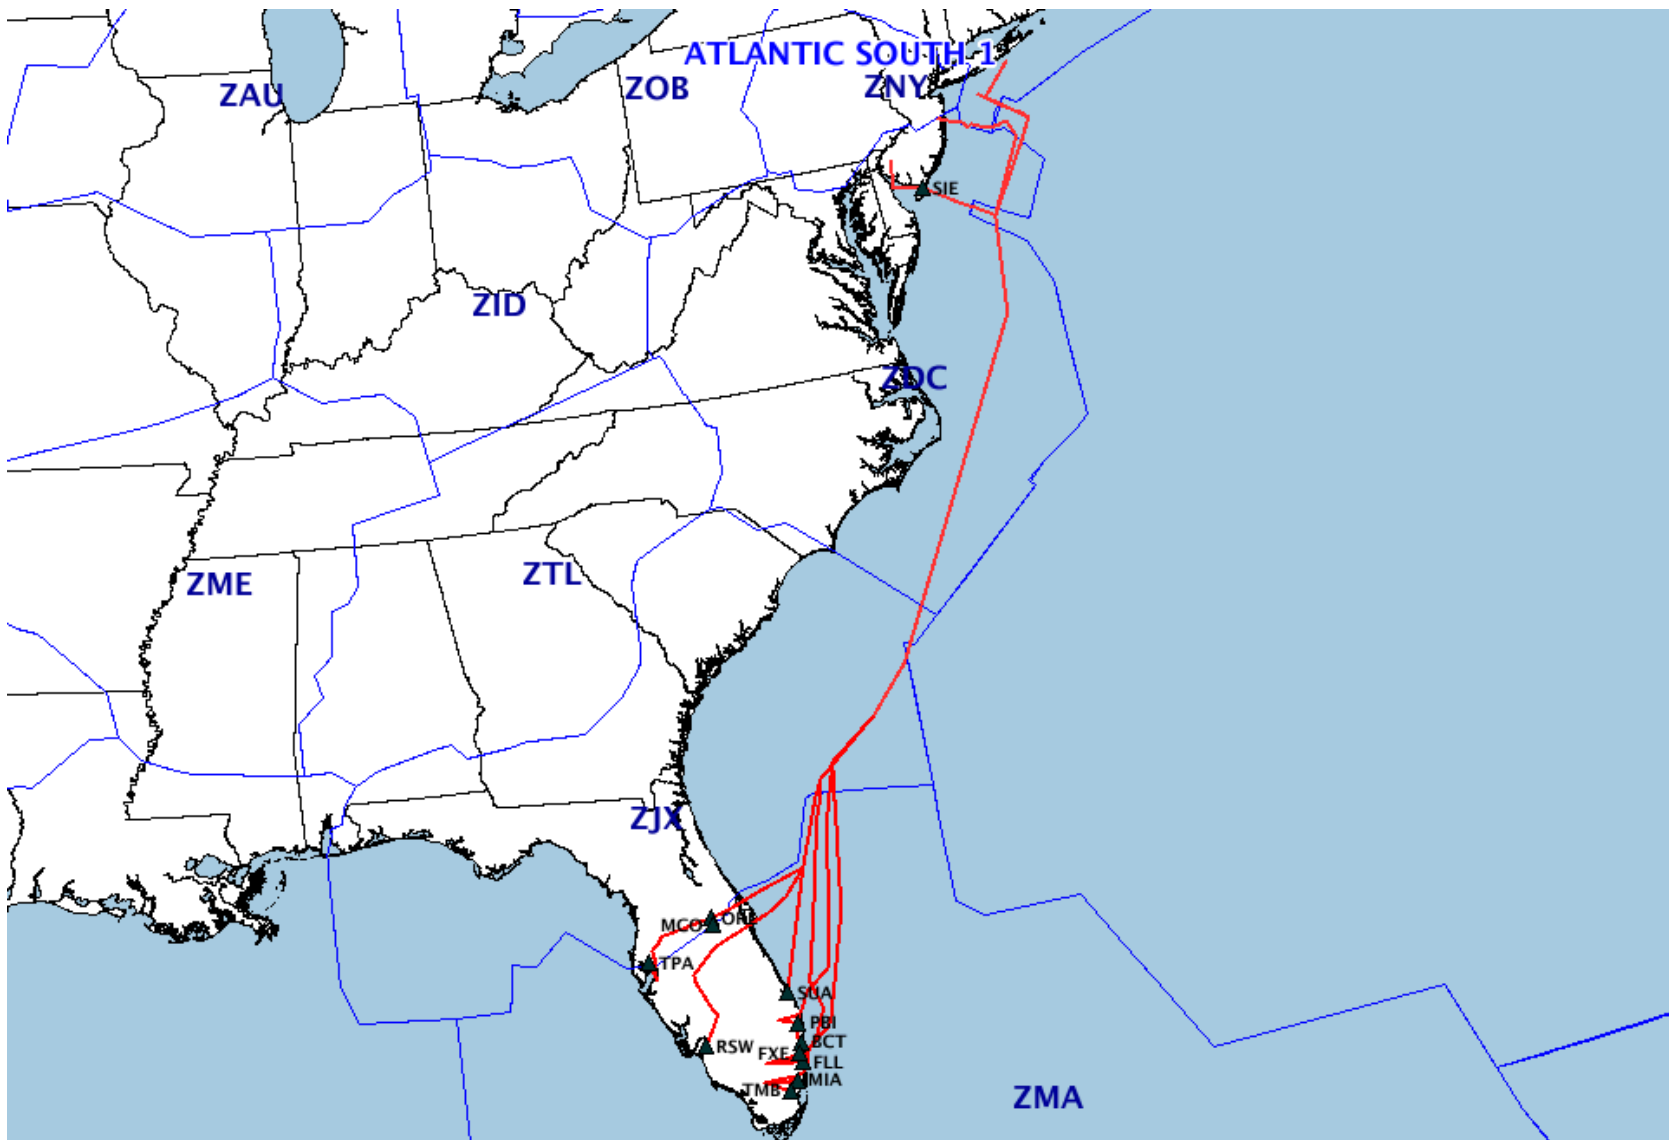 ATLANTIC SOUTH 1
ZAU
ZOB
ZNY
SIE
ZID
ZDC
ZME
ZTL
ZJX
MCO
ORL
TPA
SUA
PBI
RSW
BCT
FXE
FLL
MIA
TMB
ZMA